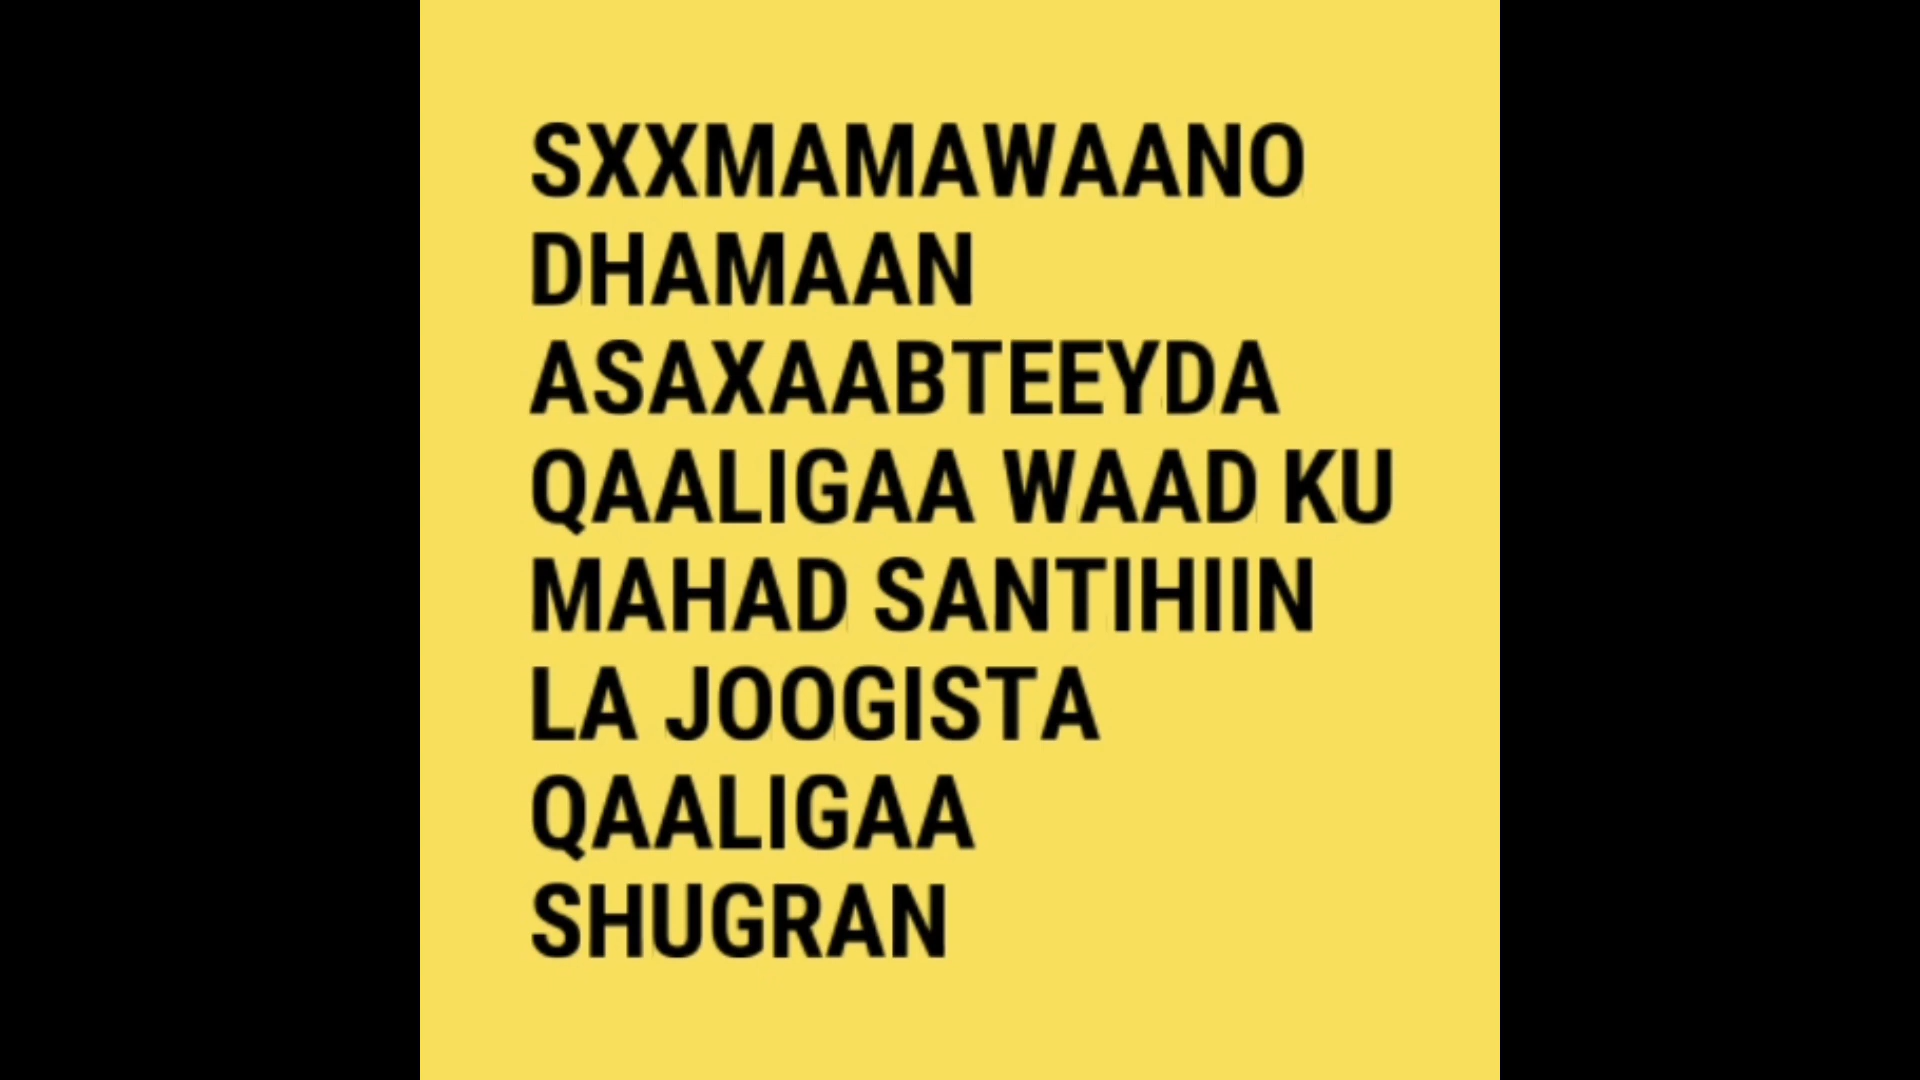 SXXMAMAWAANO
DHAMAAN
ASAXAABTEEYDA
QAALIGAA WAAD KU
MAHAD SANTIHIIN
LA JOOGISTA
QAALIGAA
SHUGRAN